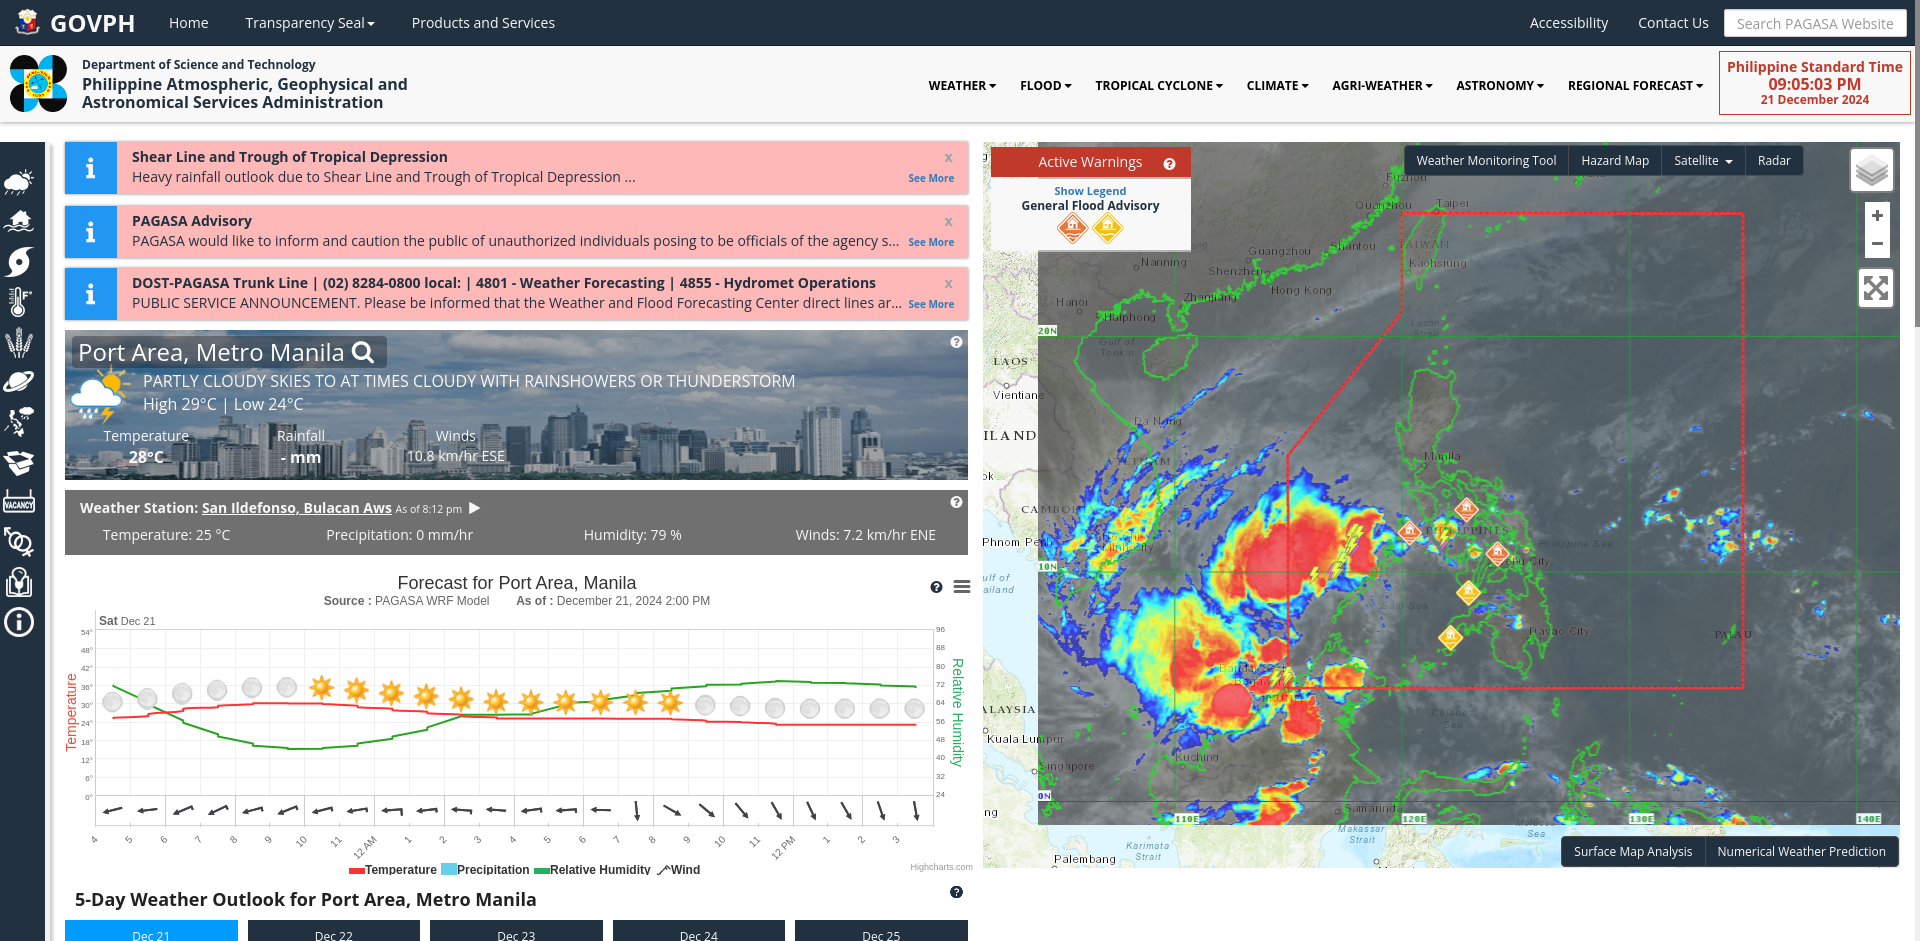 GOVPH
Home
Transparency Seal
Products and Services
Accessibility
Contact Us
Search PAGASA Website
Department of Science and Technology
Philippine Atmospheric, Geophysical and
Astronomical Services Administration
WEATHER
FLOOD
TROPICAL CYCLONE
CLIMATE
AGRI-WEATHER
ASTRONOMY
REGIONAL FORECAST
Philippine Standard Time
09:05:03 PM
21 December 2024
Shear Line and Trough of Tropical Depression
x
Heavy rainfall outlook due to Shear Line and Trough of Tropical Depression ...
See More
PAGASA Advisory
x
PAGASA would like to inform and caution the public of unauthorized individuals posing to be officials of the agency s...
See More
DOST-PAGASA Trunk Line | (02) 8284-0800 local: | 4801 - Weather Forecasting | 4855 - Hydromet Operations
x
PUBLIC SERVICE ANNOUNCEMENT. Please be informed that the Weather and Flood Forecasting Center direct lines ar...
See More
Port Area, Metro Manila
PARTLY CLOUDY SKIES TO AT TIMES CLOUDY WITH RAINSHOWERS OR THUNDERSTORM
High 29°C | Low 24°C
Temperature
28°C
Rainfall
- mm
Winds
10.8 km/hr ESE
Weather Station: San Ildefonso, Bulacan Aws As of 8:12 pm
Temperature: 25 °C
Precipitation: 0 mm/hr
Humidity: 79 %
Winds: 7.2 km/hr ENE
Forecast for Port Area, Manila
Source : PAGASA WRF Model As of : December 21, 2024 2:00 PM
Sat Dec 21
Temperature
54°
48°
42°
36°
30°
24°
18°
12°
6°
0°
96
88
80
72
64
56
48
40
32
24
Relative Humidity
4 5 6 7 8 9 10 11 12 AM 1 2 3 4 5 6 7 8 9 10 11 12 PM 1 2 3
Temperature Precipitation Relative Humidity Wind
Highcharts.com
5-Day Weather Outlook for Port Area, Metro Manila
Dec 21
Dec 22
Dec 23
Dec 24
Dec 25
VACANCY
Active Warnings
Show Legend
General Flood Advisory
Weather Monitoring Tool
Hazard Map
Satellite
Radar
+
−
Fuzhou
Quanzhou
Taipei
TAIWAN
Kaohsiung
Guangzhou
Shantou
Nanning
Shenzhen
Hong Kong
Hanoi
Zhanjiang
Haiphong
20N
Luzon
Strait
Gulf of
Tonkin
LAOS
Vientiane
Da Nang
ILAND
Manila
VIETNAM
ok
CAMBO
PHILIPPINES
Phnom Penh
Philippine Sea
Cebu City
10N
ulf of
ailand
Sulu Sea
Davao City
PALAU
ALAYSIA
Celebes
Sea
Kuala Lumpur
Kuching
Singapore
0N
ng
Samarinda
110E
120E
130E
140E
Makassar
Strait
Molucca
Sea
Karimata
Strait
Palembang
Surface Map Analysis
Numerical Weather Prediction